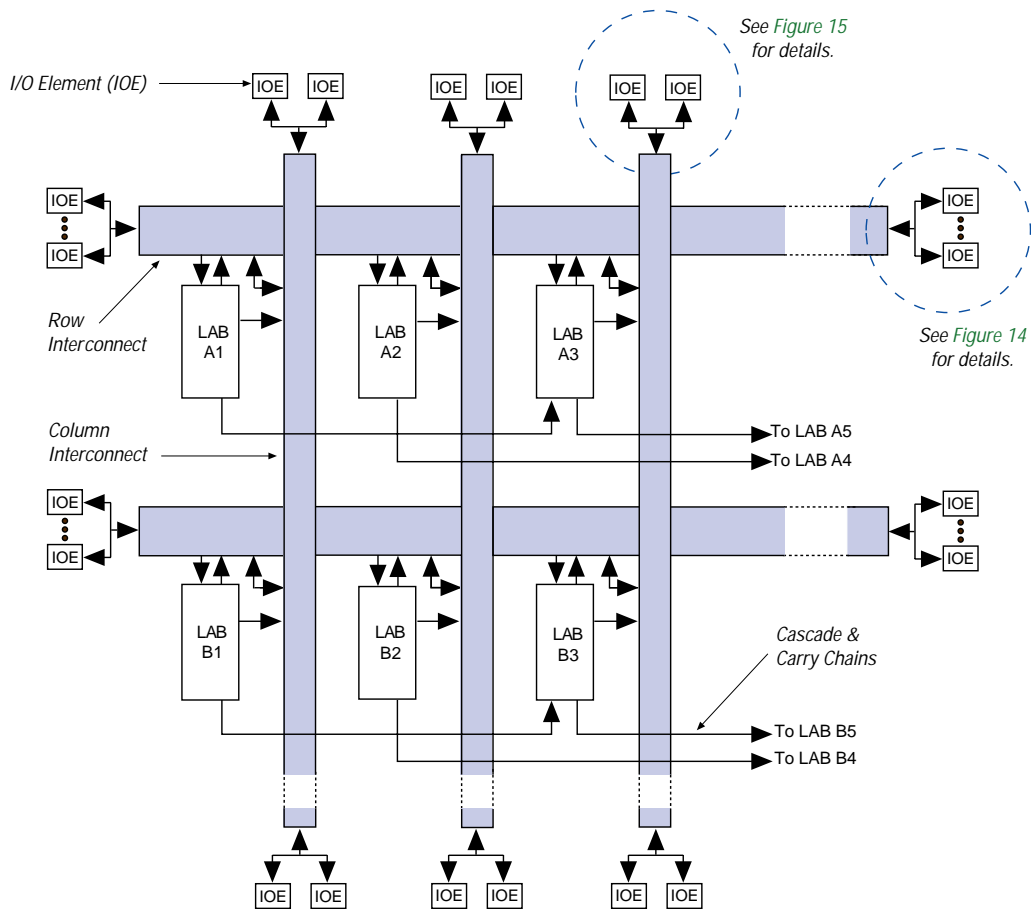 See Figure 15
for details.
I/O Element (IOE)
IOE IOE IOE IOE IOE IOE
IOE IOE
IOE IOE
Row
Interconnect
LAB
A1
LAB
A2
LAB
A3
See Figure 14
for details.
Column
Interconnect
To LAB A5
To LAB A4
IOE IOE
IOE IOE
LAB
B1
LAB
B2
LAB
B3
Cascade &
Carry Chains
To LAB B5
To LAB B4
IOE IOE IOE IOE IOE IOE